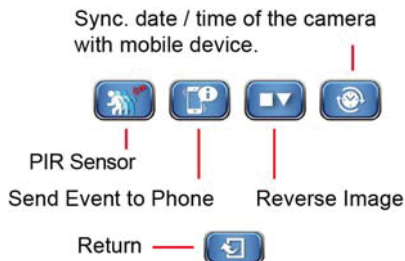 Sync. date / time of the camera
with mobile device.
PIR Sensor
Send Event to Phone
Reverse Image
Return